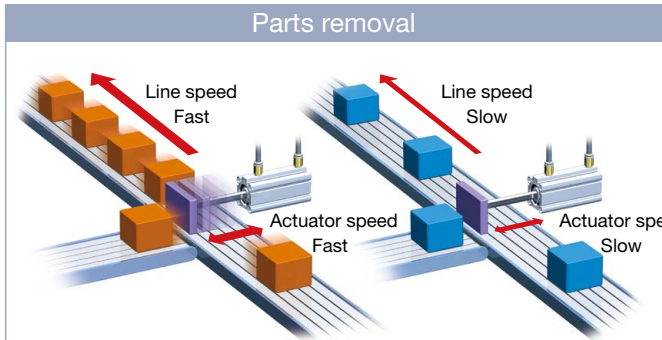 Parts removal
Line speed
Fast
Actuator speed
Fast
Line speed
Slow
Actuator spe
Slow